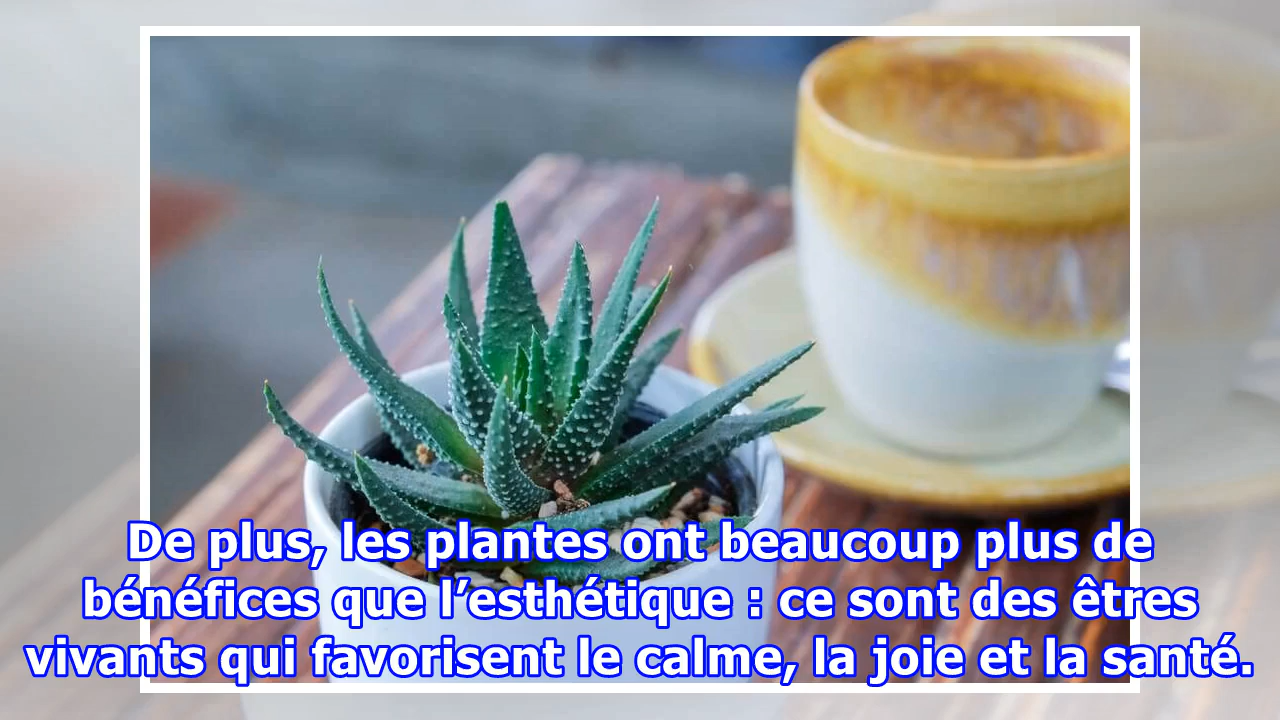 De plus, les plantes ont beaucoup plus de
bénéfices que l’esthétique : ce sont des êtres
vivants qui favorisent le calme, la joie et la santé.